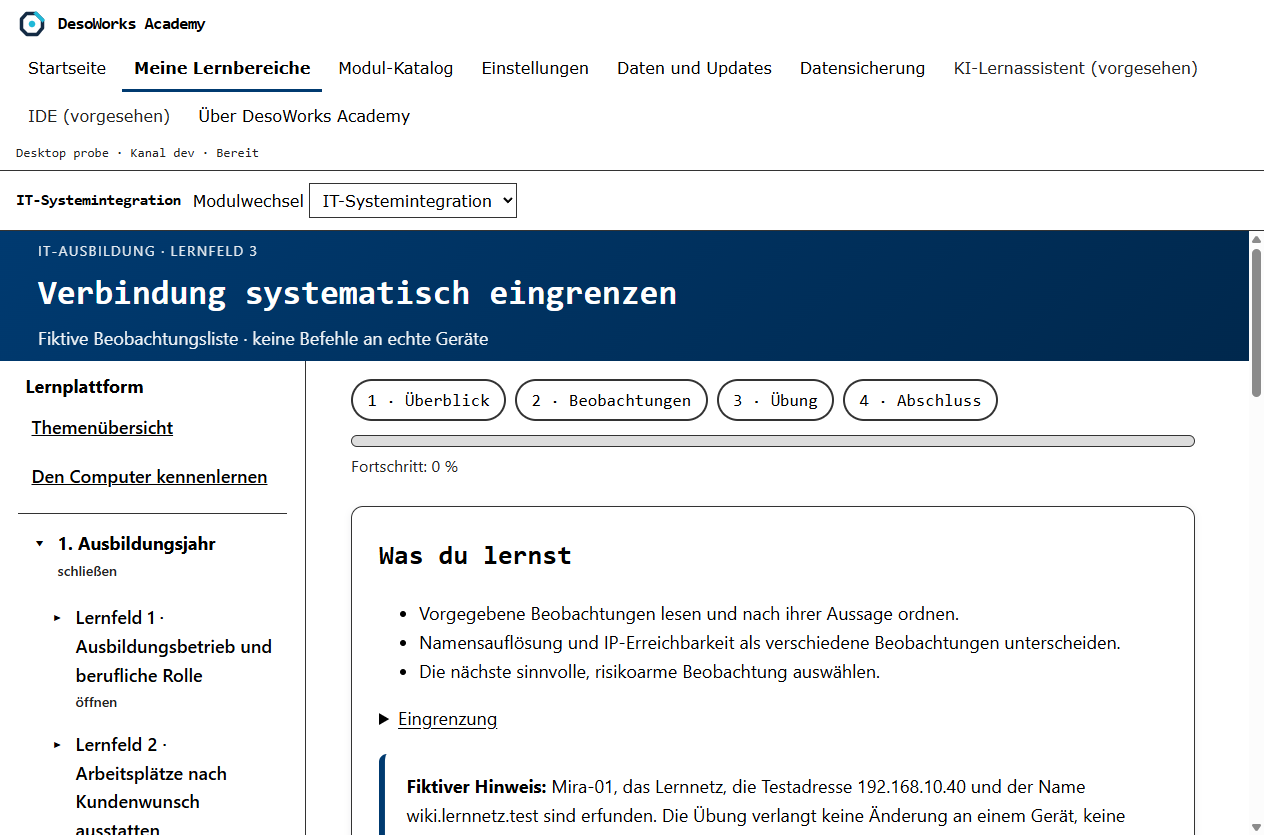 DesoWorks Academy
Startseite Meine Lernbereiche Modul-Katalog Einstellungen Daten und Updates Datensicherung KI-Lernassistent (vorgesehen)
IDE (vorgesehen) Über DesoWorks Academy
Desktop probe · Kanal dev · Bereit
IT-Systemintegration Modulwechsel IT-Systemintegration
IT-AUSBILDUNG · LERNFELD 3
Verbindung systematisch eingrenzen
Fiktive Beobachtungsliste · keine Befehle an echte Geräte
Lernplattform
Themenübersicht
Den Computer kennenlernen
1. Ausbildungsjahr
schließen
Lernfeld 1 ·
Ausbildungsbetrieb und
berufliche Rolle
öffnen
Lernfeld 2 ·
Arbeitsplätze nach
Kundenwunsch
ausstatten
1 · Überblick
2 · Beobachtungen
3 · Übung
4 · Abschluss
Fortschritt: 0 %
Was du lernst
• Vorgegebene Beobachtungen lesen und nach ihrer Aussage ordnen.
• Namensauflösung und IP-Erreichbarkeit als verschiedene Beobachtungen unterscheiden.
• Die nächste sinnvolle, risikoarme Beobachtung auswählen.
Eingrenzung
Fiktiver Hinweis: Mira-01, das Lernnetz, die Testadresse 192.168.10.40 und der Name
wiki.lernnetz.test sind erfunden. Die Übung verlangt keine Änderung an einem Gerät, keine